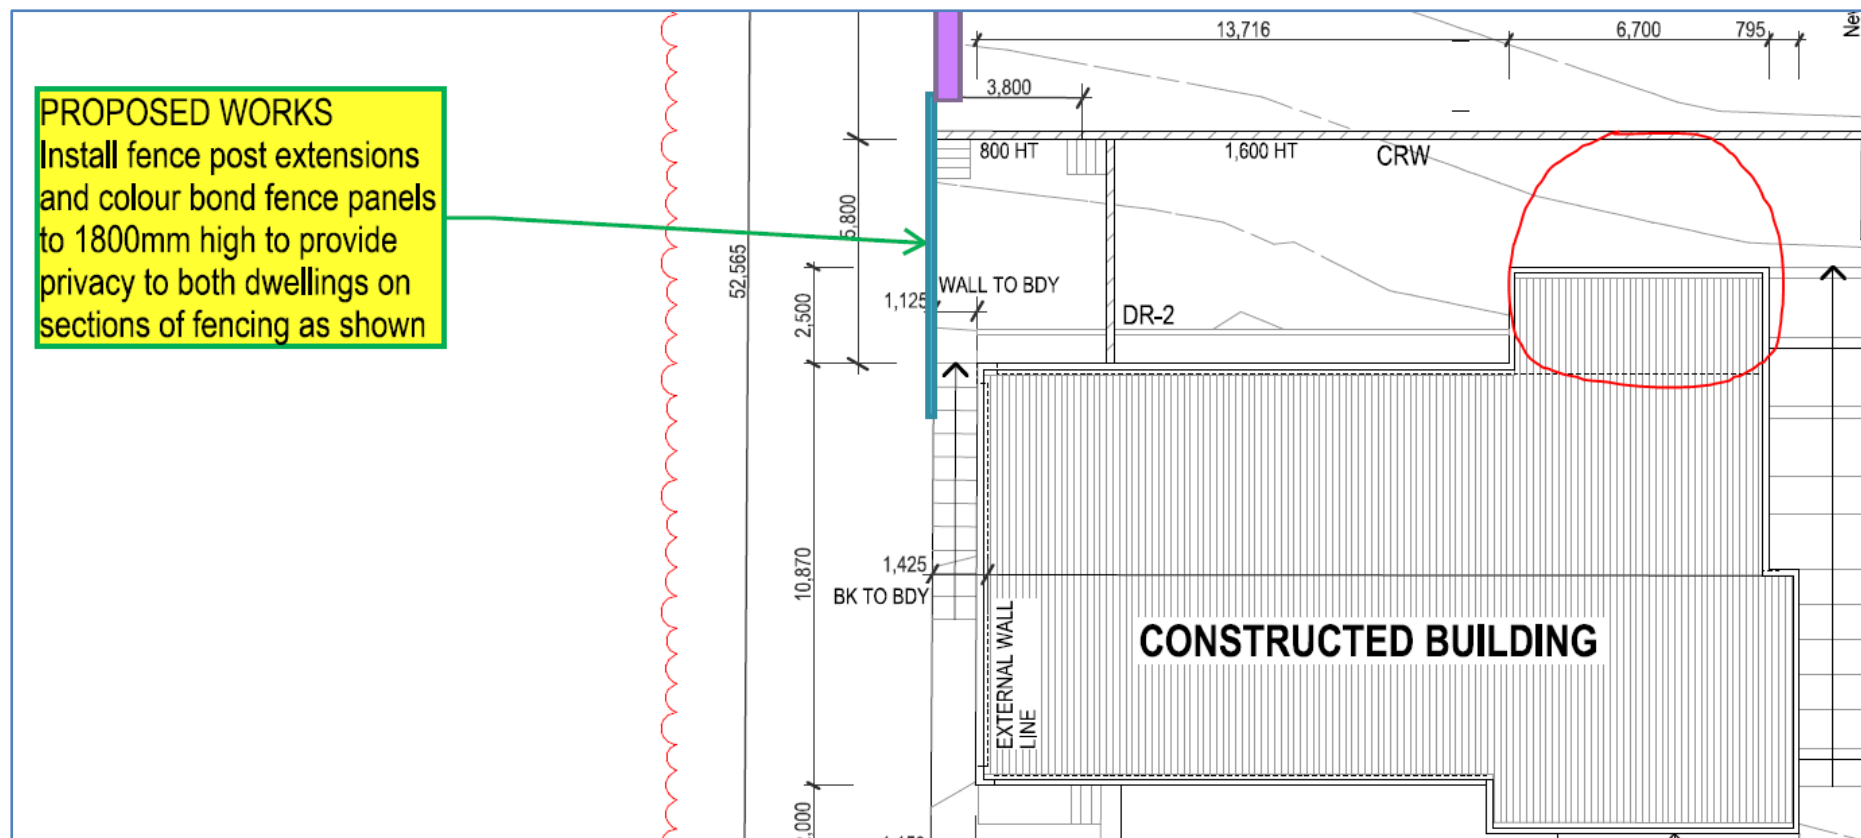 13,716
6,700
795
New
PROPOSED WORKS
Install fence post extensions
and colour bond fence panels
to 1800mm high to provide
privacy to both dwellings on
sections of fencing as shown
3,800
800 HT
1,600 HT
CRW
52,565
WALL TO BDY
1,125
2,500
DR-2
1,425
BK TO BDY
10,870
EXTERNAL WALL
LINE
CONSTRUCTED BUILDING